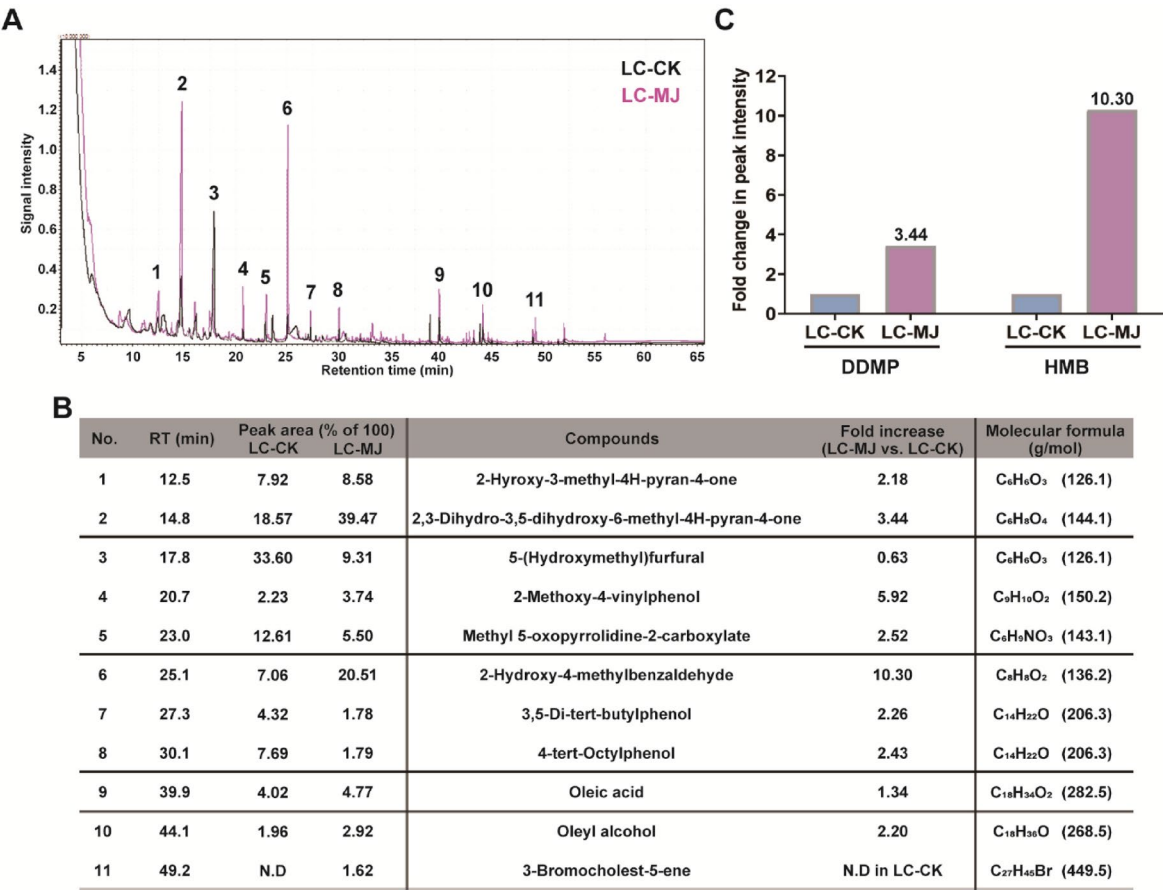 A
1.4
1.2
1.0
0.8
0.6
0.4
0.2
Signal intensity
LC-CK
LC-MJ
1
2
3
4
5
6
7
8
9
10
11
5 10 15 20 25 30 35 40 45 50 55 60 65
Retention time (min)
C
Fold change in peak intensity
12
10
8
6
4
2
0
3.44
10.30
LC-CK LC-MJ LC-CK LC-MJ
DDMP HMB
B
No. RT (min) Peak area (% of 100) Compounds Fold increase Molecular formula
LC-CK LC-MJ (LC-MJ vs. LC-CK) (g/mol)
1 12.5 7.92 8.58 2-Hyroxy-3-methyl-4H-pyran-4-one 2.18 C₆H₆O₃ (126.1)
2 14.8 18.57 39.47 2,3-Dihydro-3,5-dihydroxy-6-methyl-4H-pyran-4-one 3.44 C₆H₈O₄ (144.1)
3 17.8 33.60 9.31 5-(Hydroxymethyl)furfural 0.63 C₆H₆O₃ (126.1)
4 20.7 2.23 3.74 2-Methoxy-4-vinylphenol 5.92 C₉H₁₀O₂ (150.2)
5 23.0 12.61 5.50 Methyl 5-oxopyrrolidine-2-carboxylate 2.52 C₆H₉NO₃ (143.1)
6 25.1 7.06 20.51 2-Hydroxy-4-methylbenzaldehyde 10.30 C₈H₈O₂ (136.2)
7 27.3 4.32 1.78 3,5-Di-tert-butylphenol 2.26 C₁₄H₂₂O (206.3)
8 30.1 7.69 1.79 4-tert-Octylphenol 2.43 C₁₄H₂₂O (206.3)
9 39.9 4.02 4.77 Oleic acid 1.34 C₁₈H₃₄O₂ (282.5)
10 44.1 1.96 2.92 Oleyl alcohol 2.20 C₁₈H₃₆O (268.5)
11 49.2 N.D 1.62 3-Bromocholest-5-ene N.D in LC-CK C₂₇H₄₅Br (449.5)